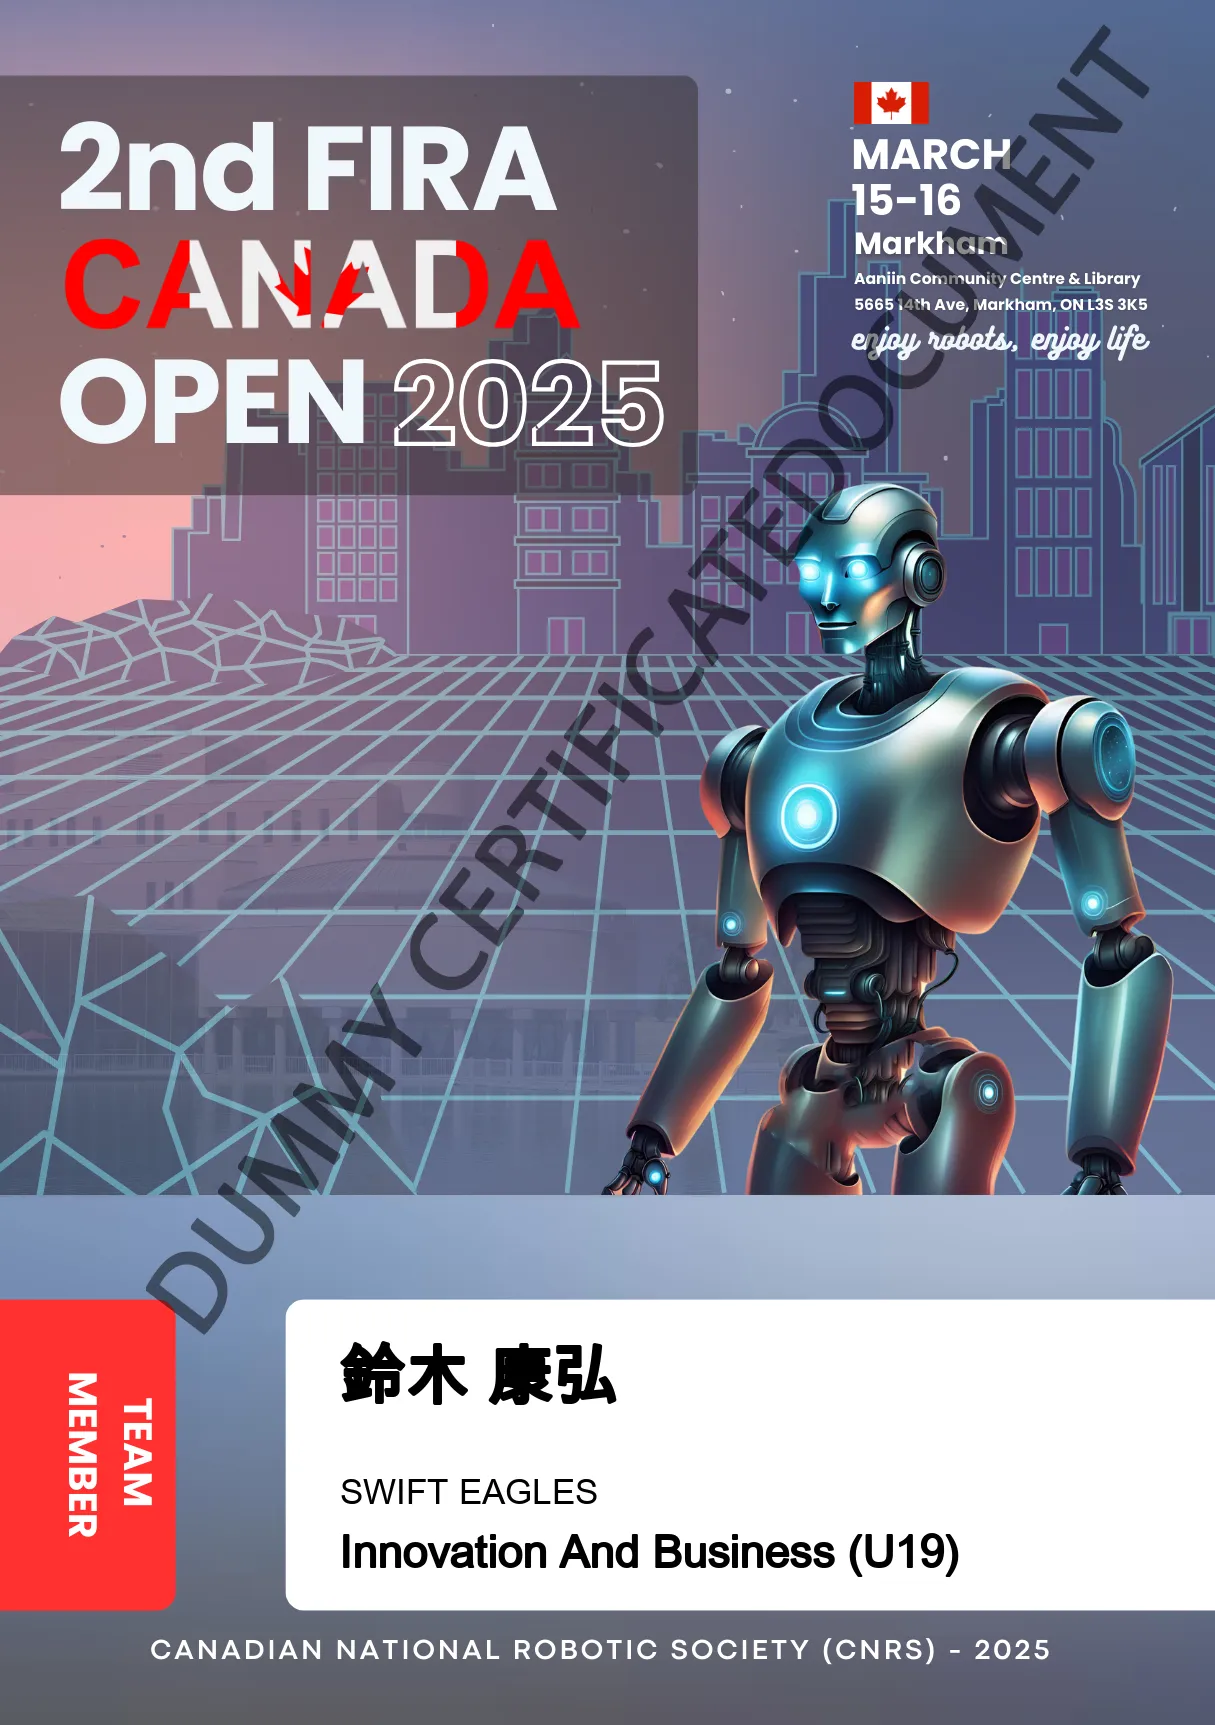 2nd FIRA
CANADA
OPEN 2025
MARCH
15-16
Markham
Aaniin Community Centre & Library
5665 14th Ave, Markham, ON L3S 3K5
enjoy robots, enjoy life
DUMMY CERTIFICATEDOCUMENT
TEAM
MEMBER
鈴木 康弘
SWIFT EAGLES
Innovation And Business (U19)
CANADIAN NATIONAL ROBOTIC SOCIETY (CNRS) - 2025